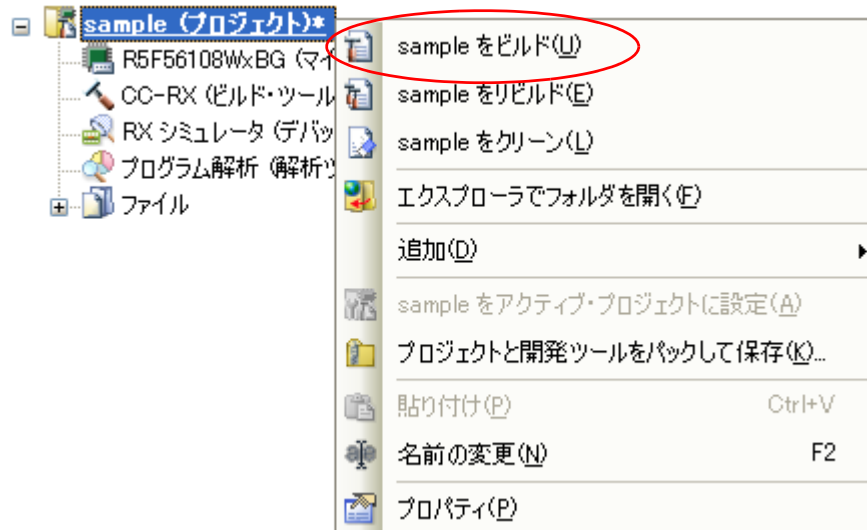 sample (プロジェクト)*
R5F56108WxBG (マイ
CC-RX (ビルド・ツール
RX シミュレータ (デバッ
プログラム解析 (解析ツ
ファイル
sample をビルド(U)
sample をリビルド(E)
sample をクリーン(L)
エクスプローラでフォルダを開く(F)
追加(D)
sample をアクティブ・プロジェクトに設定(A)
プロジェクトと開発ツールをパックして保存(K)...
貼り付け(P) Ctrl+V
名前の変更(N) F2
プロパティ(P)